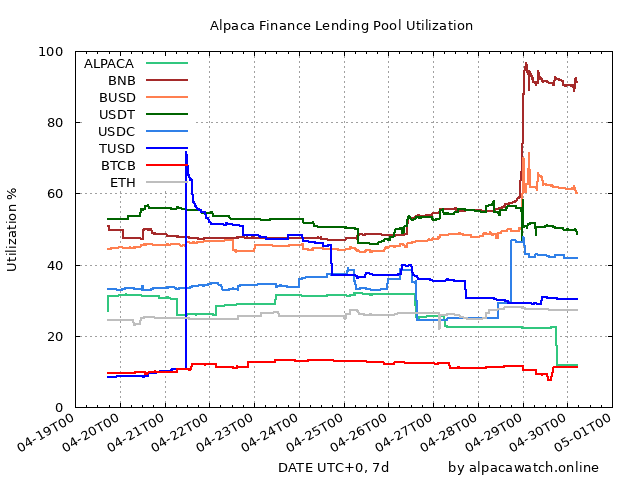 Alpaca Finance Lending Pool Utilization
Utilization %
100
80
60
40
20
0
ALPACA
BNB
BUSD
USDT
USDC
TUSD
BTCB
ETH
04-19T00
04-20T00
04-21T00
04-22T00
04-23T00
04-24T00
04-25T00
04-26T00
04-27T00
04-28T00
04-29T00
04-30T00
05-01T00
DATE UTC+0, 7d
by alpacawatch.online